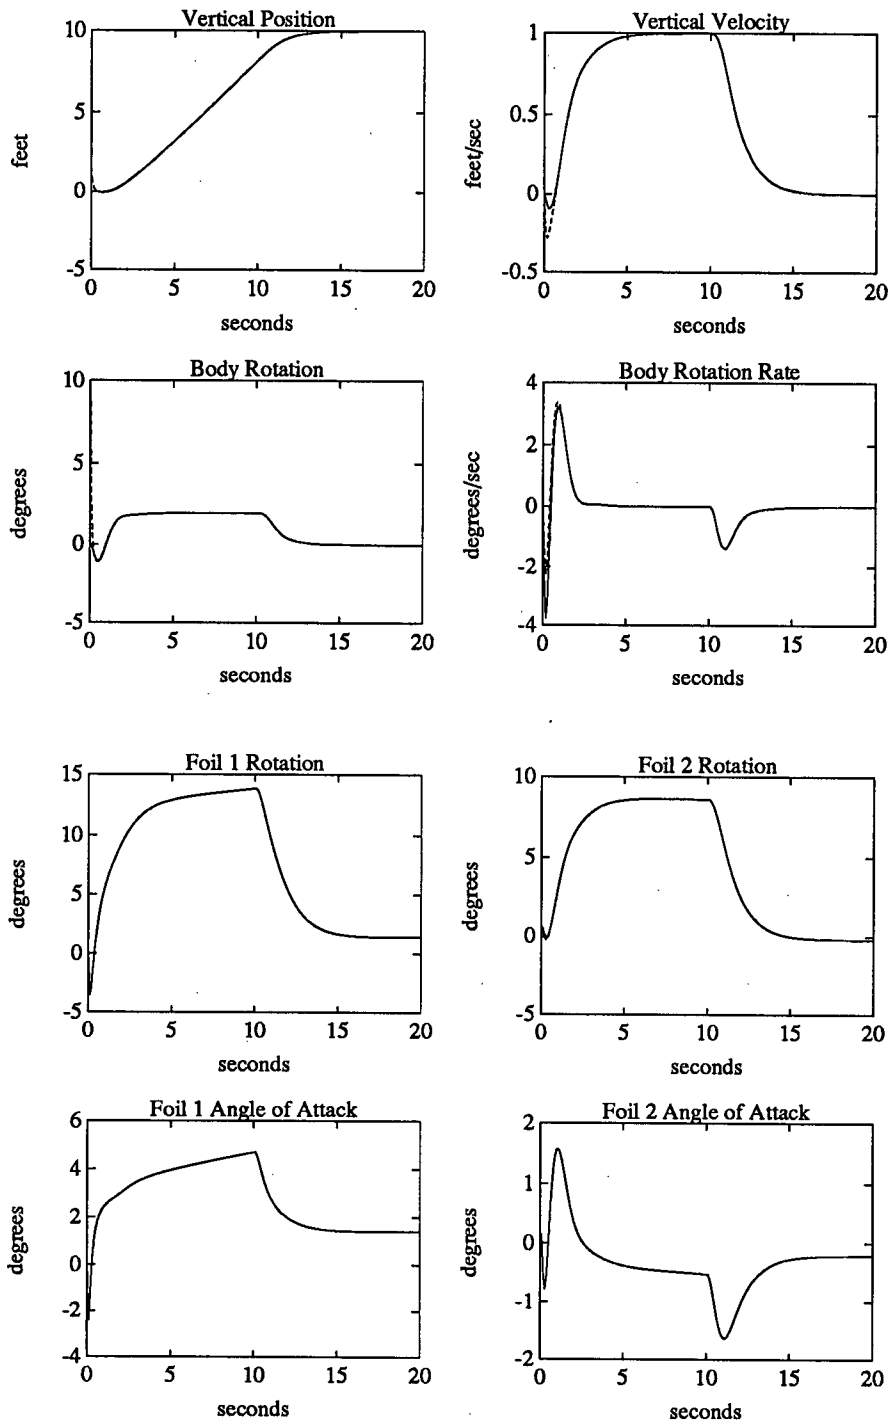 Vertical Position
10
5
0
-5
feet
0 5 10 15 20
seconds
Vertical Velocity
1
0.5
0
-0.5
feet/sec
0 5 10 15 20
seconds
Body Rotation
10
5
0
-5
degrees
0 5 10 15 20
seconds
Body Rotation Rate
4
2
0
-2
-4
degrees/sec
0 5 10 15 20
seconds
Foil 1 Rotation
15
10
5
0
-5
degrees
0 5 10 15 20
seconds
Foil 2 Rotation
10
5
0
-5
degrees
0 5 10 15 20
seconds
Foil 1 Angle of Attack
6
4
2
0
-2
-4
degrees
0 5 10 15 20
seconds
Foil 2 Angle of Attack
2
1
0
-1
-2
degrees
0 5 10 15 20
seconds